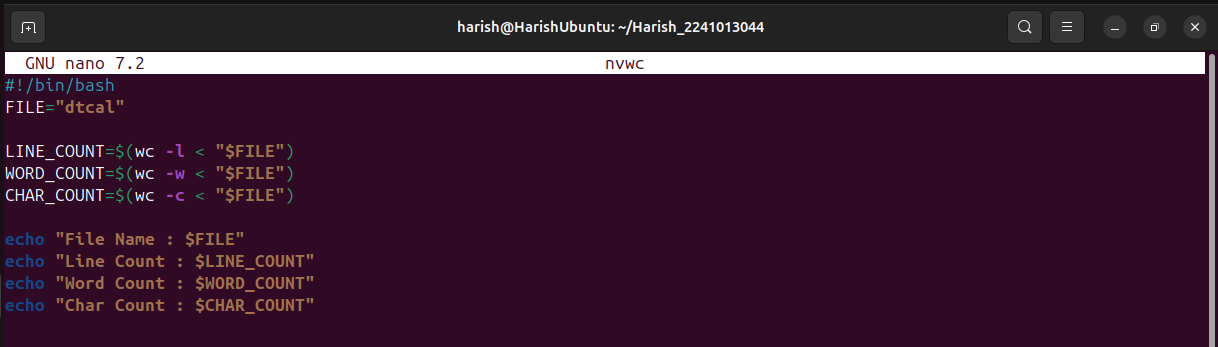 harish@HarishUbuntu: ~/Harish_2241013044
GNU nano 7.2 nvwc
#!/bin/bash
FILE="dtcal"
LINE_COUNT=$(wc -l < "$FILE")
WORD_COUNT=$(wc -w < "$FILE")
CHAR_COUNT=$(wc -c < "$FILE")
echo "File Name : $FILE"
echo "Line Count : $LINE_COUNT"
echo "Word Count : $WORD_COUNT"
echo "Char Count : $CHAR_COUNT"